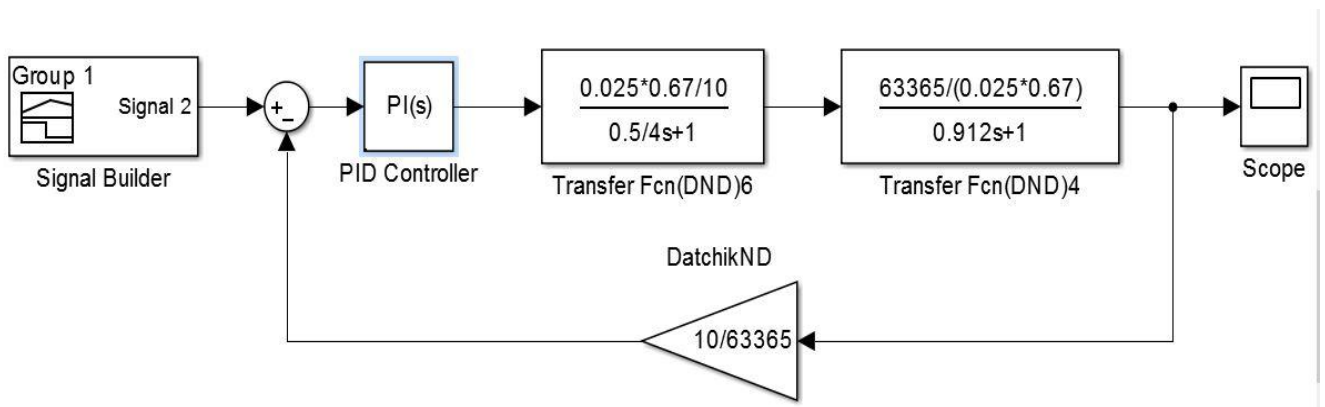 Group 1
Signal 2
Signal Builder
+
−
PI(s)
PID Controller
0.025*0.67/10
0.5/4s+1
Transfer Fcn(DND)6
63365/(0.025*0.67)
0.912s+1
Transfer Fcn(DND)4
Scope
DatchikND
10/63365